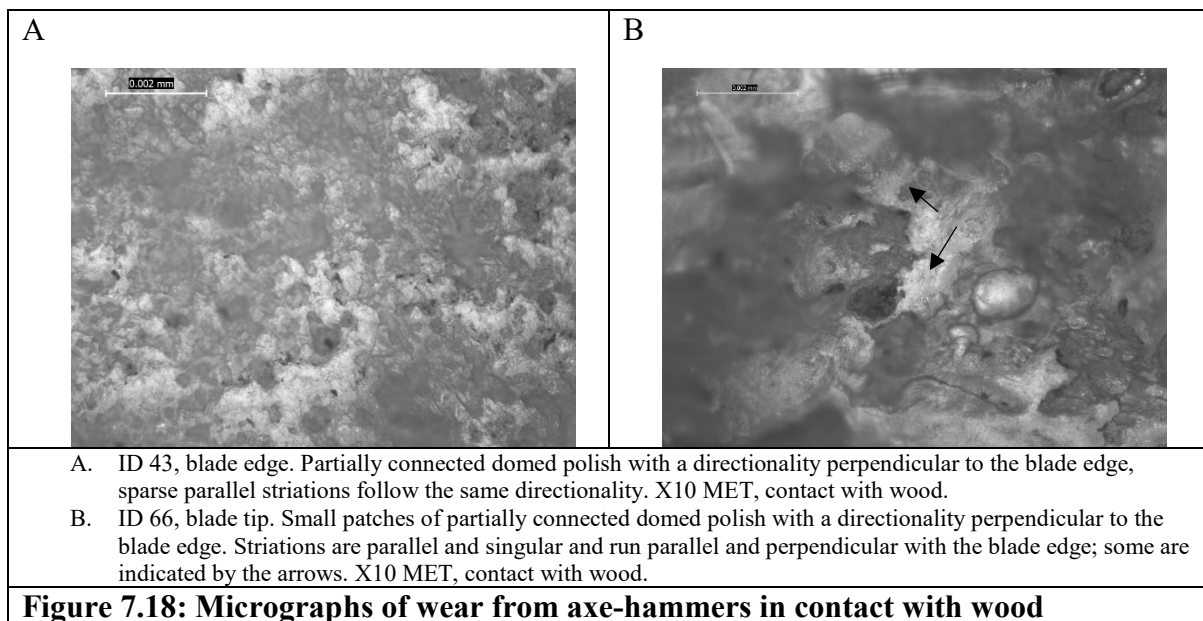 A
B
0.002 mm
0.002 mm
A. ID 43, blade edge. Partially connected domed polish with a directionality perpendicular to the blade edge,
sparse parallel striations follow the same directionality. X10 MET, contact with wood.
B. ID 66, blade tip. Small patches of partially connected domed polish with a directionality perpendicular to the
blade edge. Striations are parallel and singular and run parallel and perpendicular with the blade edge; some are
indicated by the arrows. X10 MET, contact with wood.
Figure 7.18: Micrographs of wear from axe-hammers in contact with wood